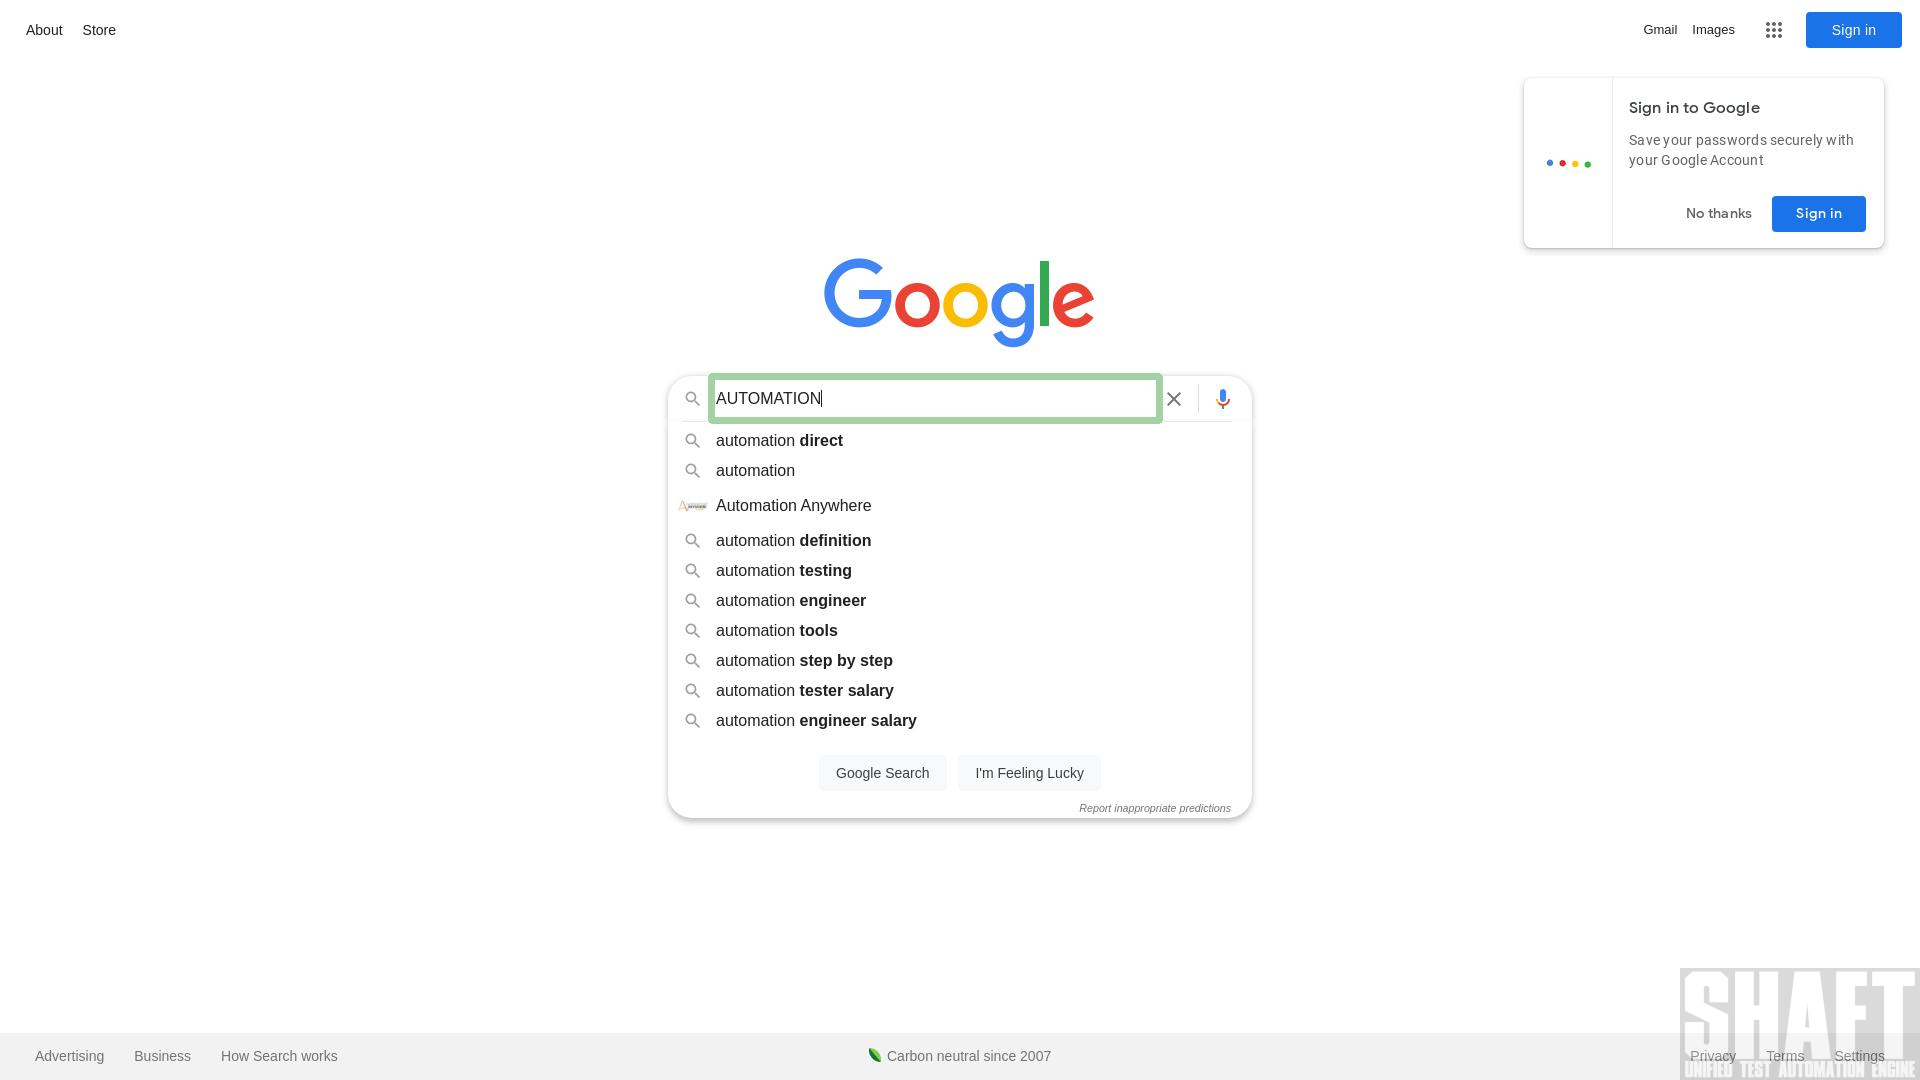 About Store Gmail Images Sign in
Sign in to Google
Save your passwords securely with
your Google Account
No thanks Sign in
Google
AUTOMATION
automation direct
automation
Automation Anywhere
automation definition
automation testing
automation engineer
automation tools
automation step by step
automation tester salary
automation engineer salary
Google Search I'm Feeling Lucky
Report inappropriate predictions
Advertising Business How Search works Carbon neutral since 2007 Privacy Terms Settings
SHAFT
UNIFIED TEST AUTOMATION ENGINE